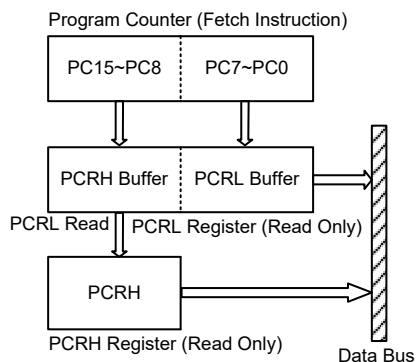 Program Counter (Fetch Instruction)
PC15~PC8 PC7~PC0
PCRH Buffer PCRL Buffer
PCRL Read PCRL Register (Read Only)
PCRH
PCRH Register (Read Only)
Data Bus